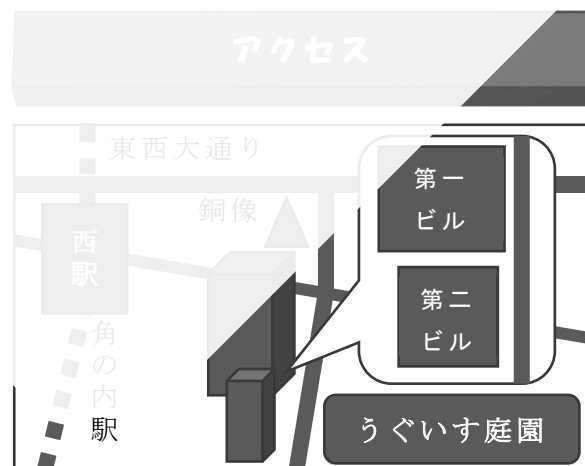 アクセス
東西大通り
銅像
西駅
角の内駅
第一
ビル
第二
ビル
うぐいす庭園